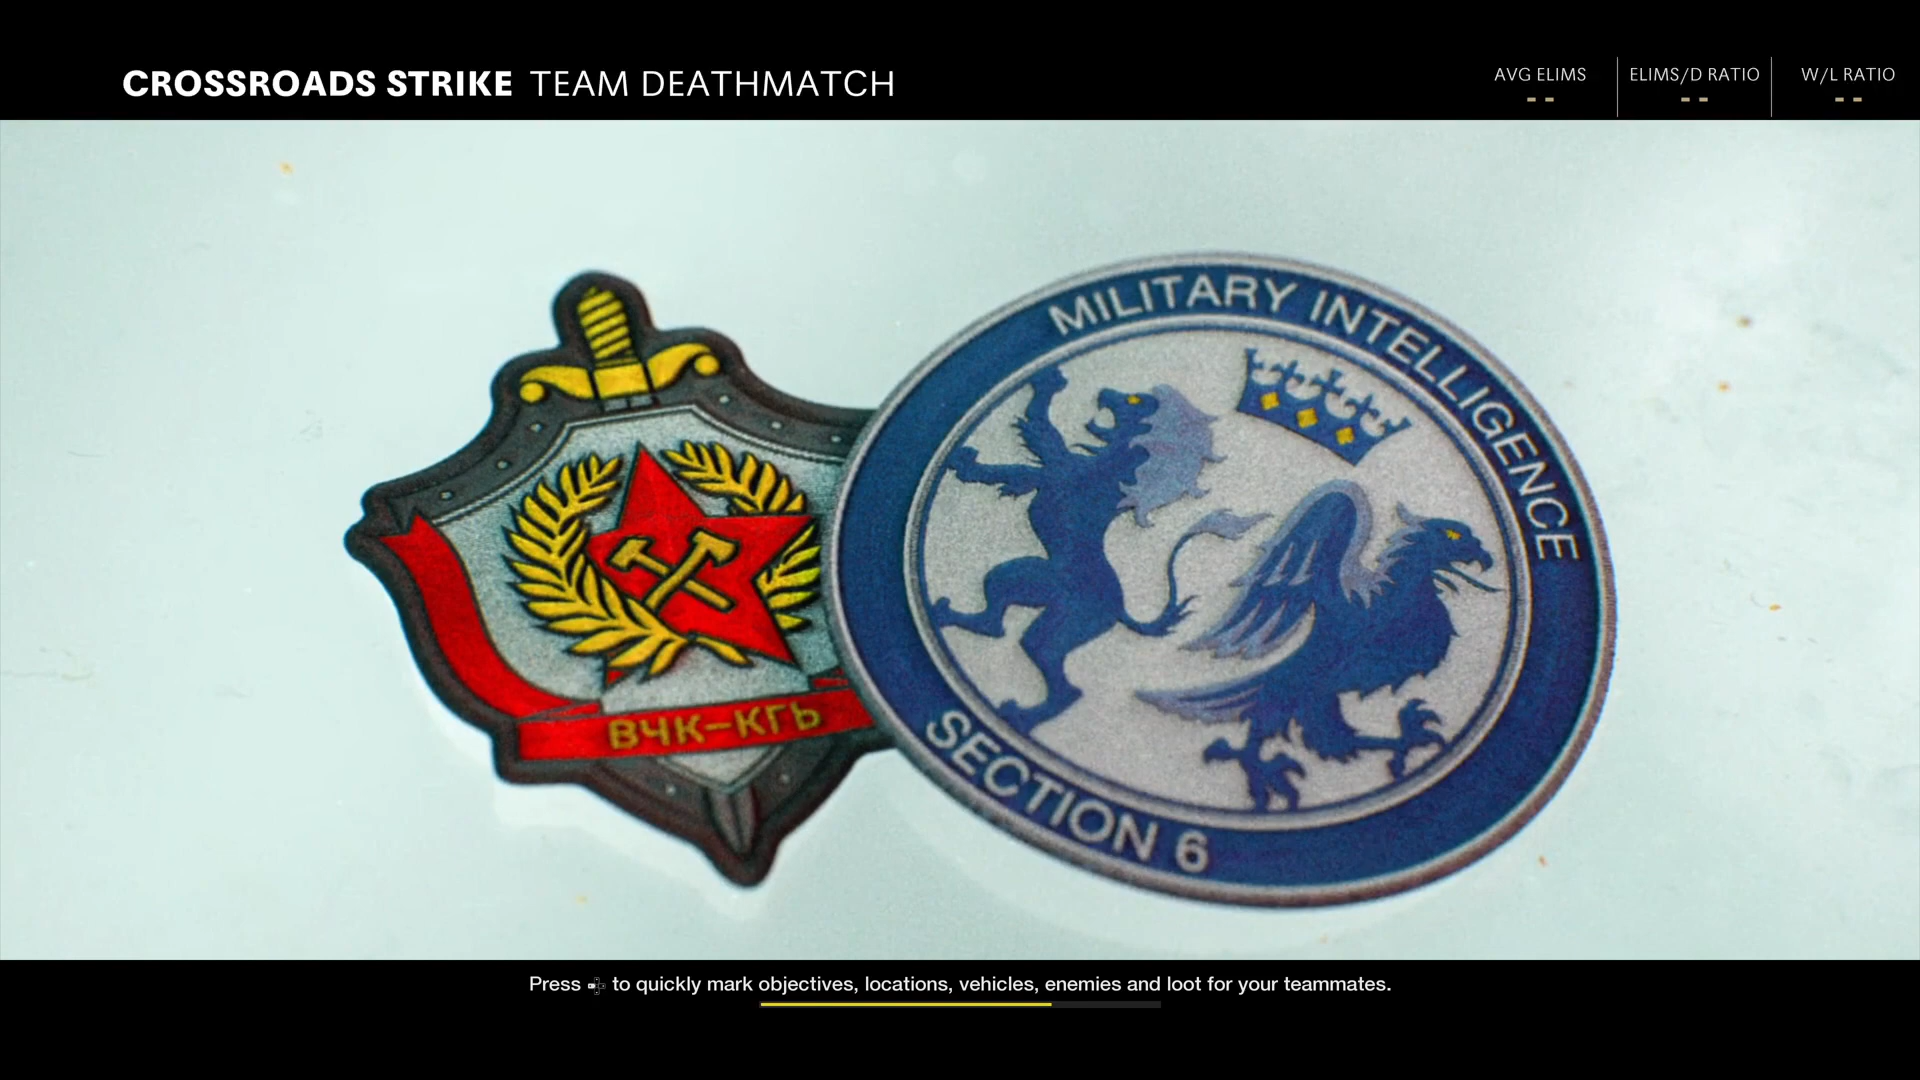 CROSSROADS STRIKE TEAM DEATHMATCH
AVG ELIMS
--
ELIMS/D RATIO
--
W/L RATIO
--
MILITARY INTELLIGENCE
SECTION 6
ВЧК-КГЬ
Press to quickly mark objectives, locations, vehicles, enemies and loot for your teammates.